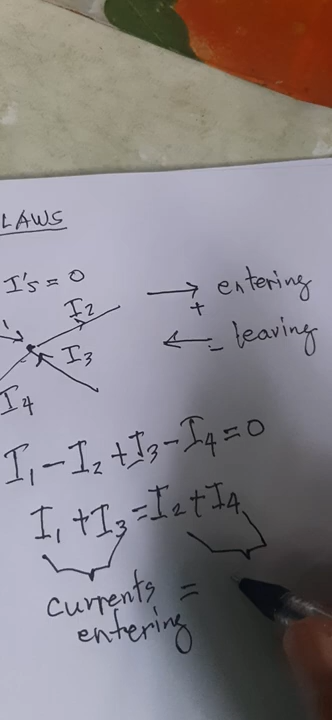 LAWS
I's = 0
I2
entering
+
I3
- leaving
I4
I1 - I2 + I3 - I4 = 0
I1 + I3 = I2 + I4
currents =
entering